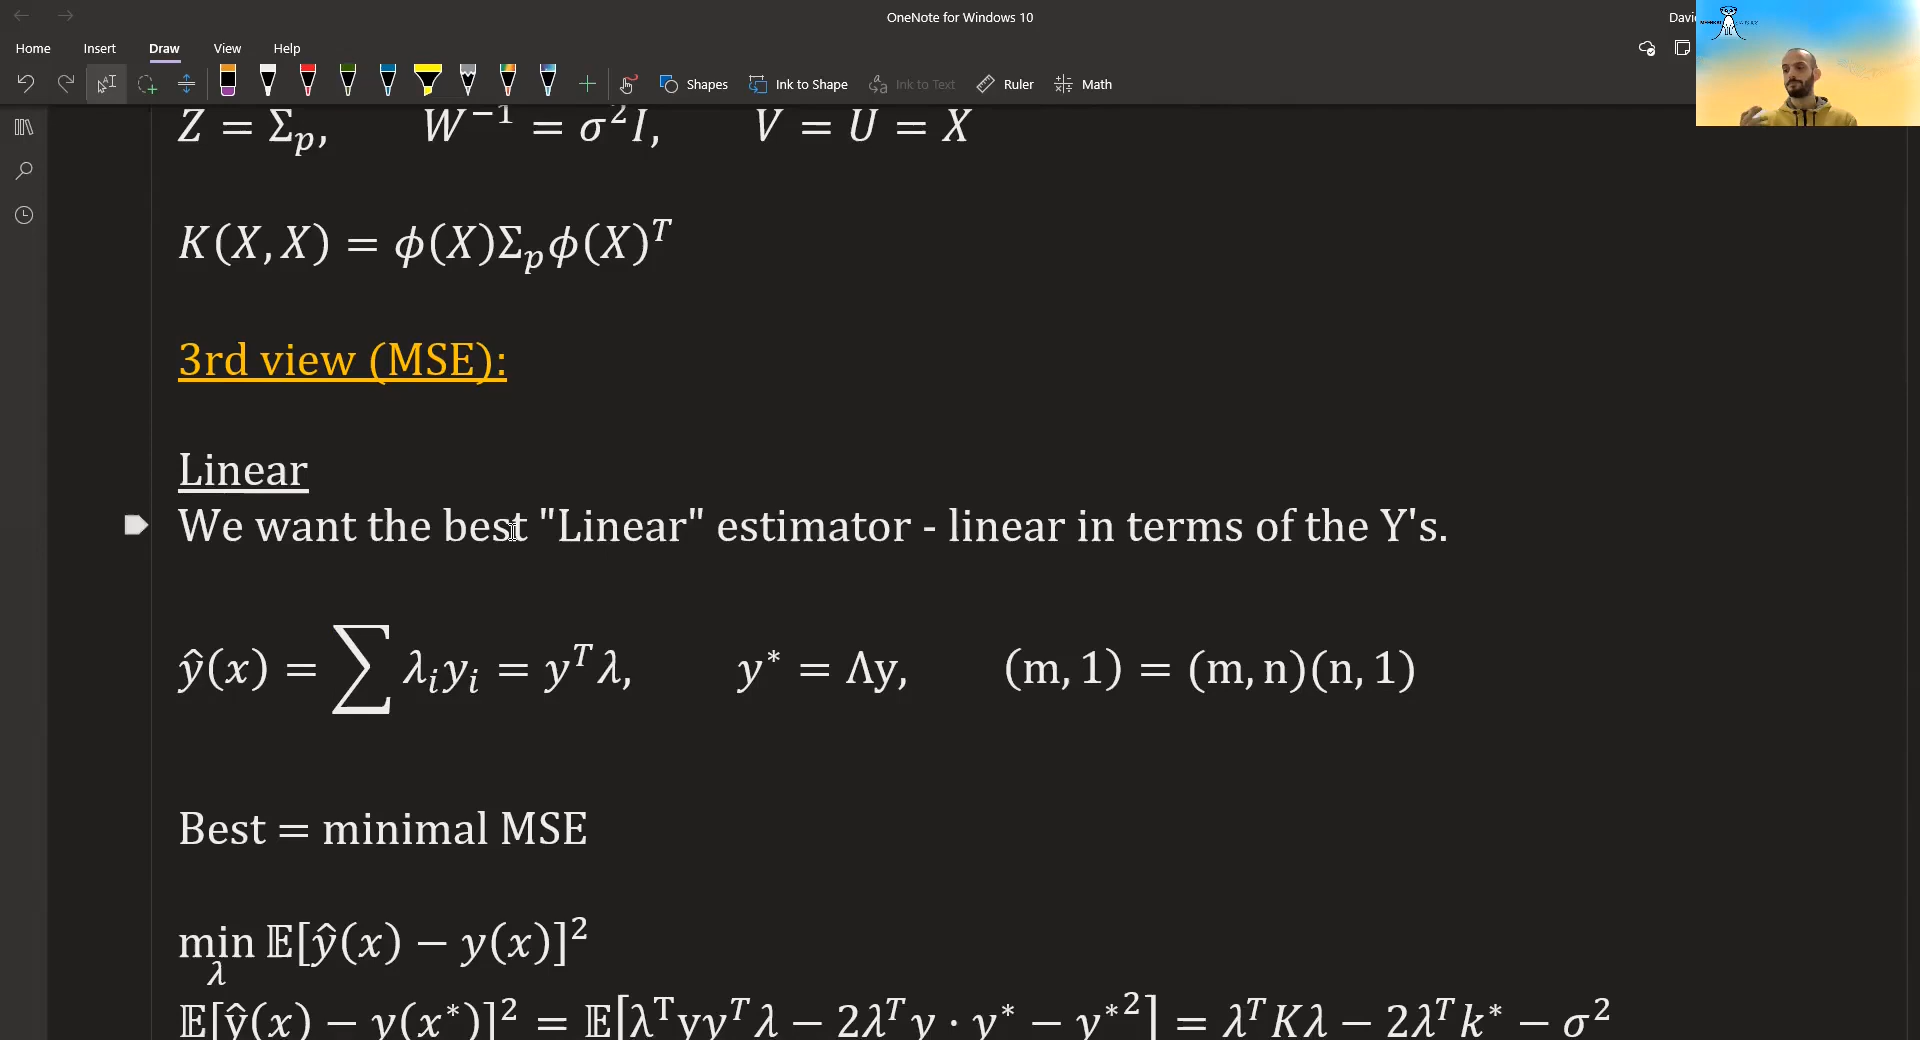 OneNote for Windows 10
Davi
Home Insert Draw View Help
Shapes Ink to Shape Ink to Text Ruler Math
Z = Σ_p, W⁻¹ = σ²I, V = U = X
K(X, X) = ϕ(X)Σ_pϕ(X)^T
3rd view (MSE):
Linear
We want the best "Linear" estimator - linear in terms of the Y's.
ŷ(x) = ∑ λ_i y_i = y^T λ, y* = Λy, (m, 1) = (m, n)(n, 1)
Best = minimal MSE
min_λ 𝔼[ŷ(x) − y(x)]²
𝔼[ŷ(x) − y(x*)]² = 𝔼[λ^T yy^T λ − 2λ^T y · y* − y*²] = λ^T Kλ − 2λ^T k* − σ²